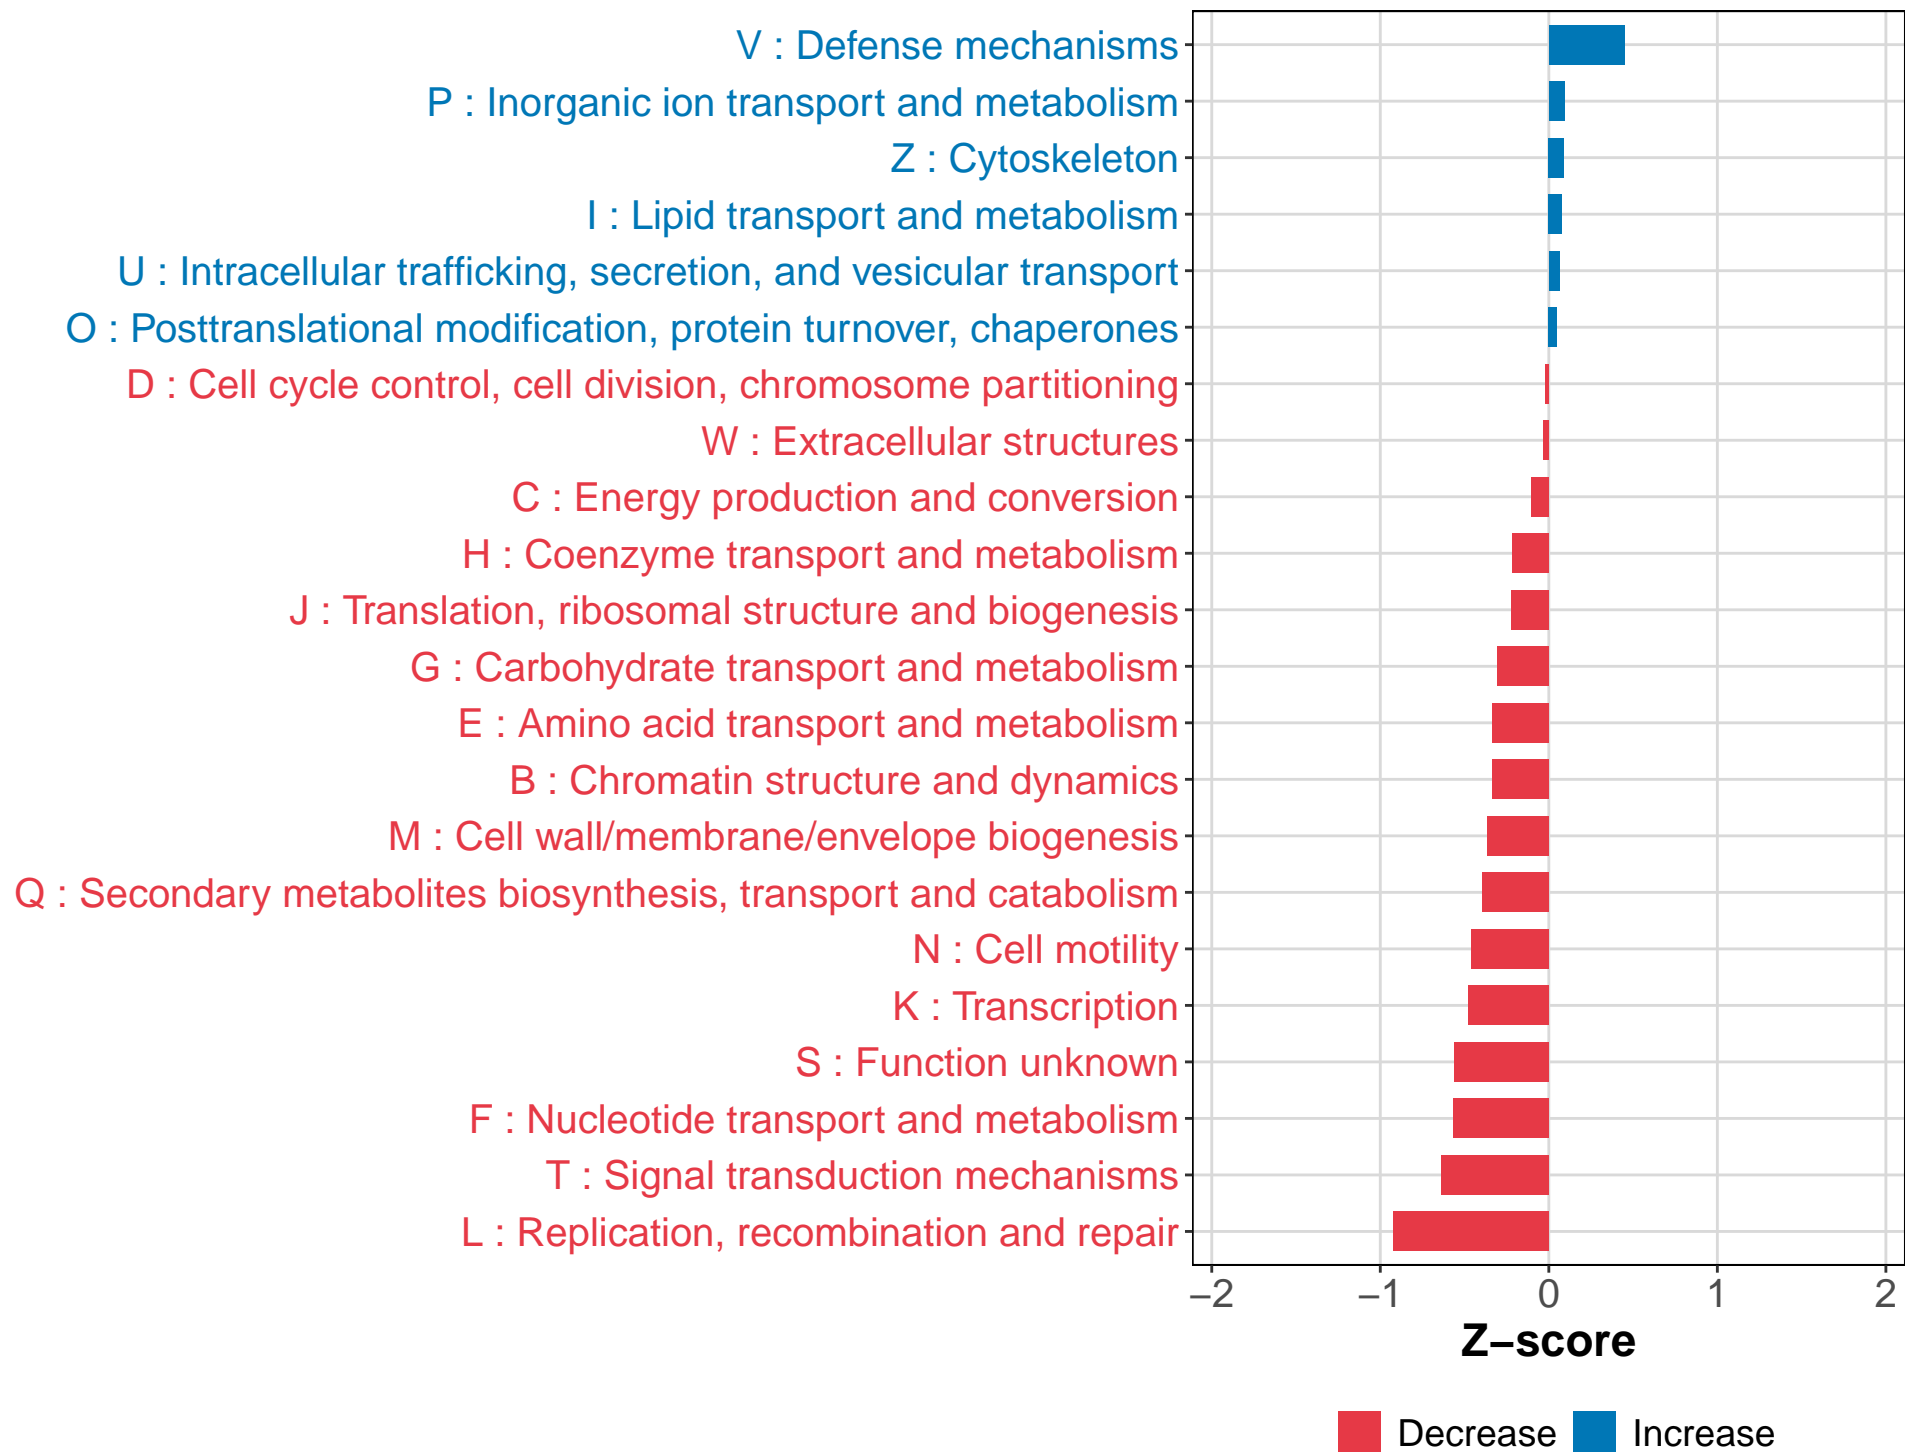 V : Defense mechanisms
P : Inorganic ion transport and metabolism
Z : Cytoskeleton
I : Lipid transport and metabolism
U : Intracellular trafficking, secretion, and vesicular transport
O : Posttranslational modification, protein turnover, chaperones
D : Cell cycle control, cell division, chromosome partitioning
W : Extracellular structures
C : Energy production and conversion
H : Coenzyme transport and metabolism
J : Translation, ribosomal structure and biogenesis
G : Carbohydrate transport and metabolism
E : Amino acid transport and metabolism
B : Chromatin structure and dynamics
M : Cell wall/membrane/envelope biogenesis
Q : Secondary metabolites biosynthesis, transport and catabolism
N : Cell motility
K : Transcription
S : Function unknown
F : Nucleotide transport and metabolism
T : Signal transduction mechanisms
L : Replication, recombination and repair
−2 −1 0 1 2
Z−score
Decrease Increase